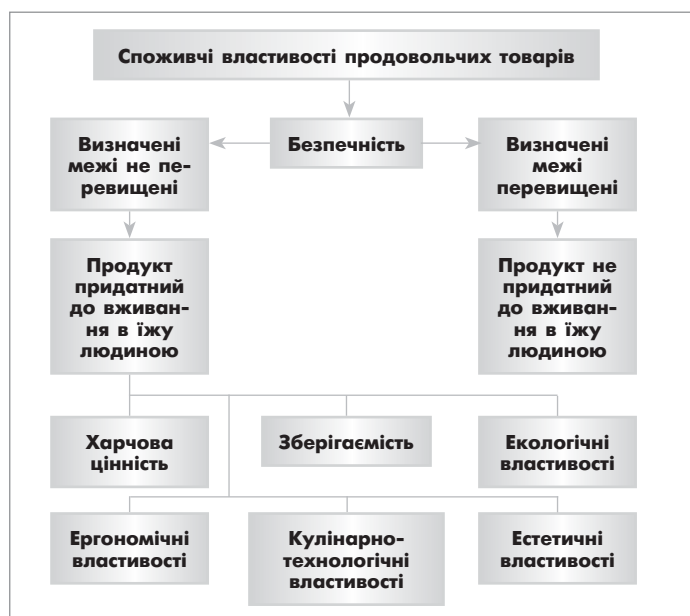 Споживчі властивості продовольчих товарів
Визначені
межі не пе-
ревищені
Безпечність
Визначені
межі
перевищені
Продукт
придатний
до вживан-
ня в їжу
людиною
Продукт не
придатний
до вживан-
ня в їжу
людиною
Харчова
цінність
Зберігаємість
Екологічні
властивості
Ергономічні
властивості
Кулінарно-
технологічні
властивості
Естетичні
властивості